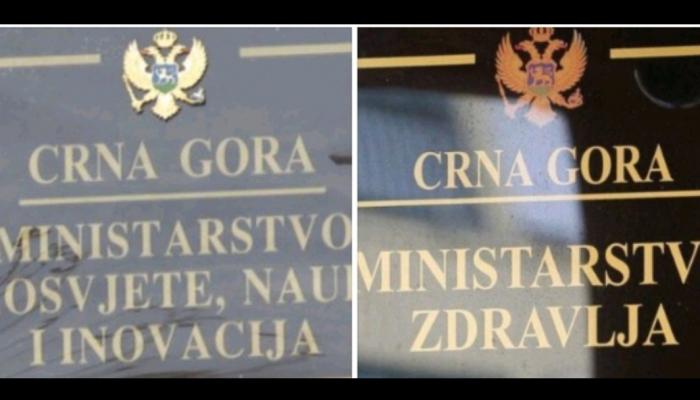 CRNA GORA
MINISTARSTVO
OSVJETE, NAU
I INOVACIJA
CRNA GORA
MINISTARSTV
ZDRAVLJA